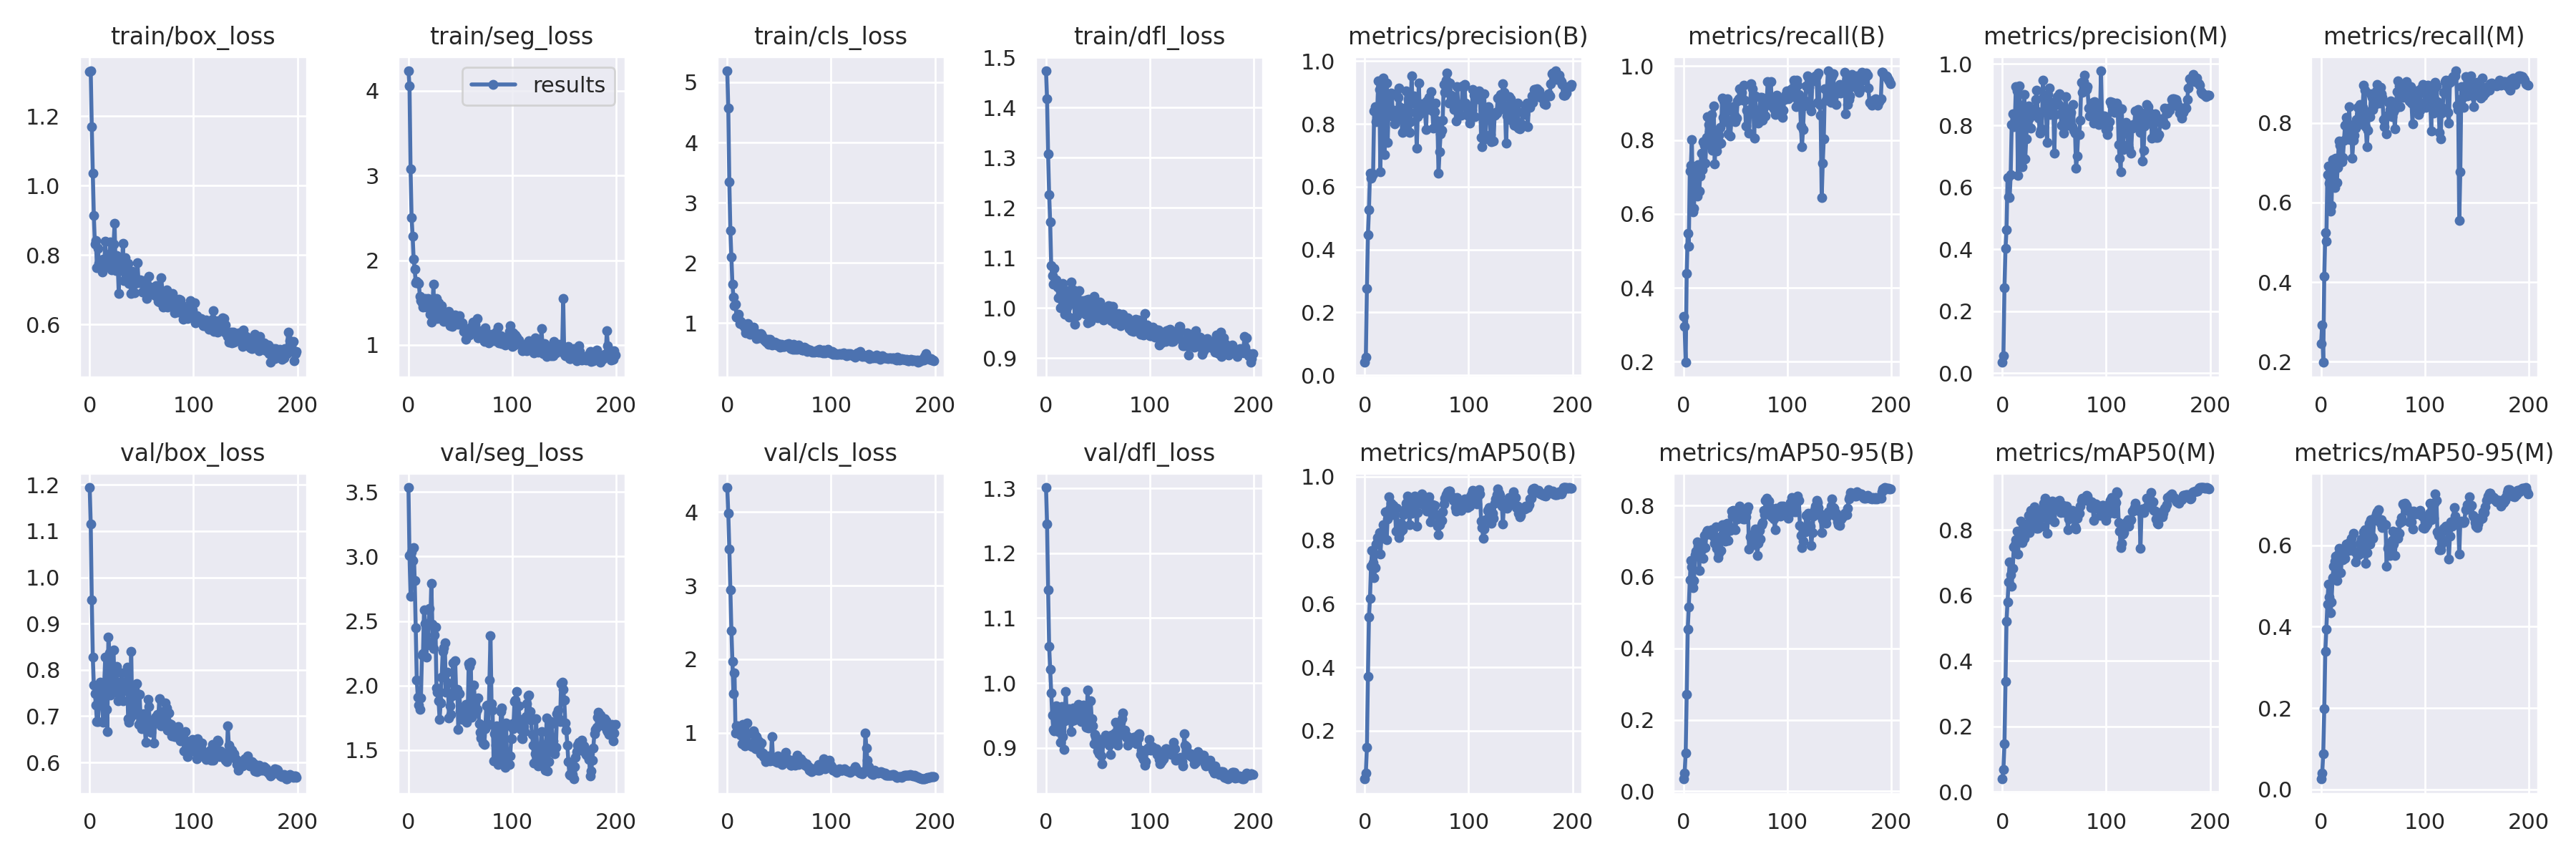 train/box_loss
1.2
1.0
0.8
0.6
0 100 200
train/seg_loss
results
4
3
2
1
0 100 200
train/cls_loss
5
4
3
2
1
0 100 200
train/dfl_loss
1.5
1.4
1.3
1.2
1.1
1.0
0.9
0 100 200
metrics/precision(B)
1.0
0.8
0.6
0.4
0.2
0.0
0 100 200
metrics/recall(B)
1.0
0.8
0.6
0.4
0.2
0 100 200
metrics/precision(M)
1.0
0.8
0.6
0.4
0.2
0.0
0 100 200
metrics/recall(M)
0.8
0.6
0.4
0.2
0 100 200
val/box_loss
1.2
1.1
1.0
0.9
0.8
0.7
0.6
0 100 200
val/seg_loss
3.5
3.0
2.5
2.0
1.5
0 100 200
val/cls_loss
4
3
2
1
0 100 200
val/dfl_loss
1.3
1.2
1.1
1.0
0.9
0 100 200
metrics/mAP50(B)
1.0
0.8
0.6
0.4
0.2
0 100 200
metrics/mAP50-95(B)
0.8
0.6
0.4
0.2
0.0
0 100 200
metrics/mAP50(M)
0.8
0.6
0.4
0.2
0.0
0 100 200
metrics/mAP50-95(M)
0.6
0.4
0.2
0.0
0 100 200